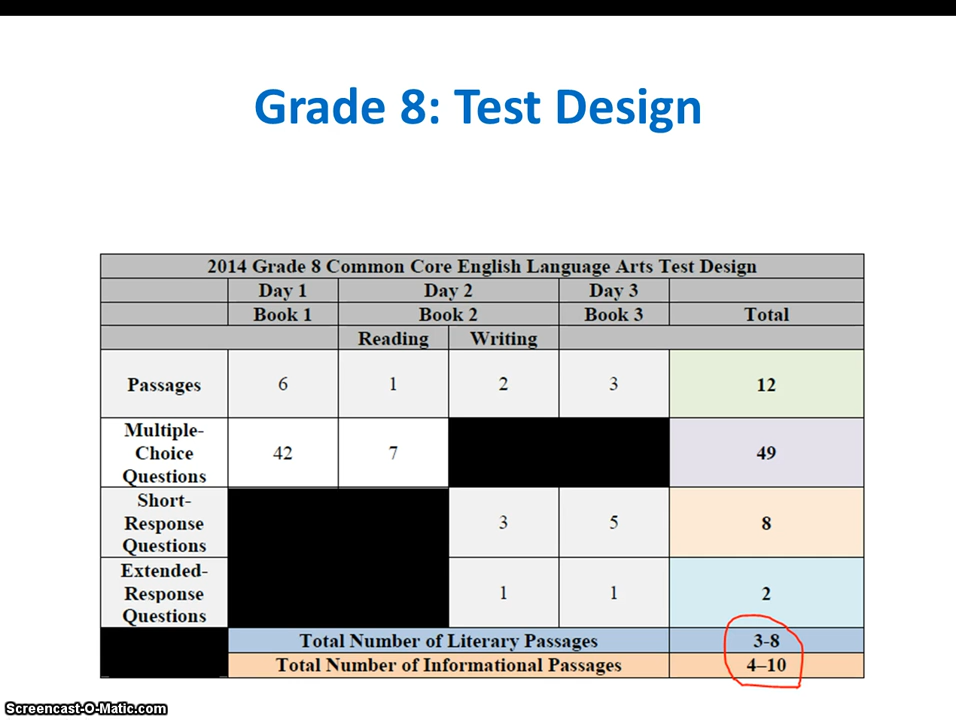 Grade 8: Test Design
2014 Grade 8 Common Core English Language Arts Test Design
Day 1 Day 2 Day 3
Book 1 Book 2 Book 3 Total
Reading Writing
Passages 6 1 2 3 12
Multiple-
Choice 42 7 49
Questions
Short-
Response 3 5 8
Questions
Extended-
Response 1 1 2
Questions
Total Number of Literary Passages 3-8
Total Number of Informational Passages 4–10
Screencast-O-Matic.com